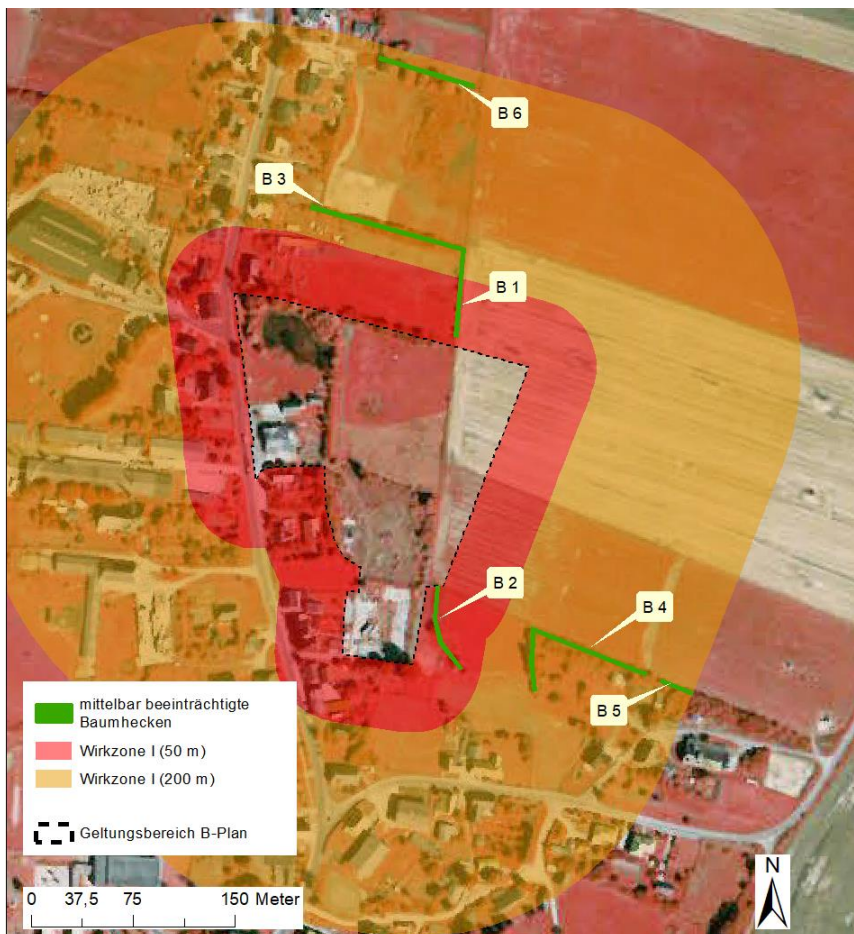 B 6
B 3
B 1
B 2
B 4
B 5
mittelbar beeinträchtigte
Baumhecken
Wirkzone I (50 m)
Wirkzone I (200 m)
Geltungsbereich B-Plan
0 37,5 75 150 Meter
N